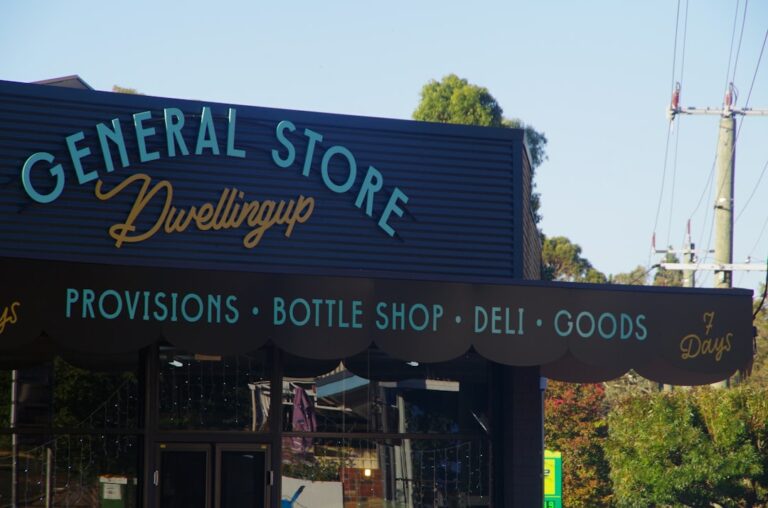 GENERAL STORE
Dwellingup
PROVISIONS • BOTTLE SHOP • DELI • GOODS
7
Days